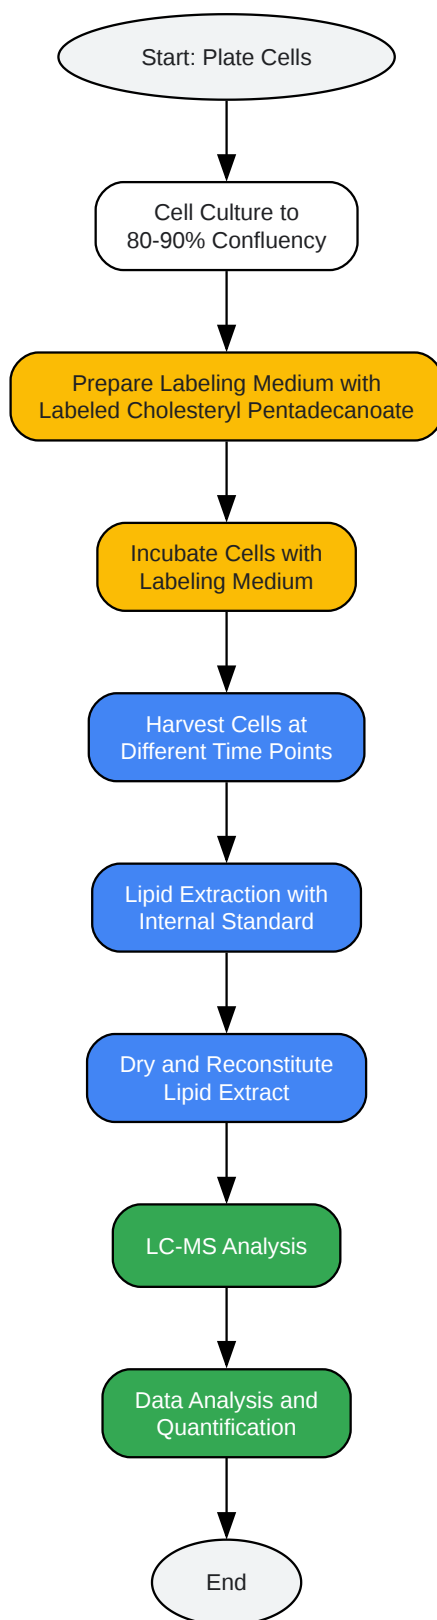 Start: Plate Cells
Cell Culture to
80-90% Confluency
Prepare Labeling Medium with
Labeled Cholesteryl Pentadecanoate
Incubate Cells with
Labeling Medium
Harvest Cells at
Different Time Points
Lipid Extraction with
Internal Standard
Dry and Reconstitute
Lipid Extract
LC-MS Analysis
Data Analysis and
Quantification
End